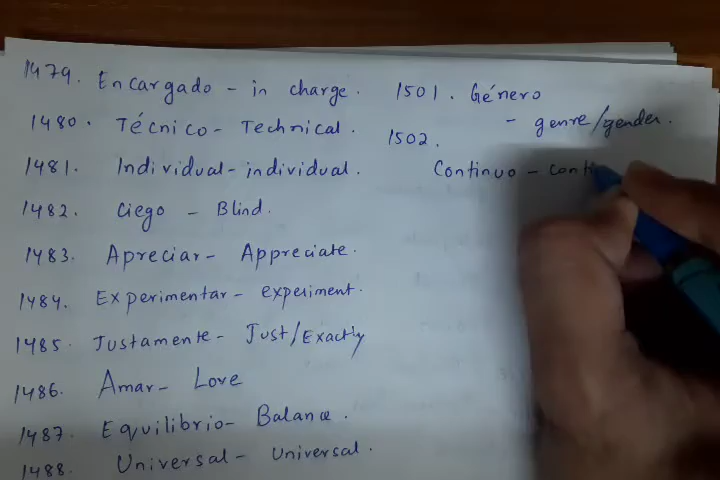 1479. Encargado - in charge.
1480. Técnico - Technical.
1481. Individual - individual.
1482. Ciego - Blind.
1483. Apreciar - Appreciate.
1484. Experimentar - experiment.
1485. Justamente - Just/Exactly
1486. Amar - Love
1487. Equilibrio - Balance.
1488. Universal - Universal.
1501. Género
- genre/gender.
1502.
Continuo - conti